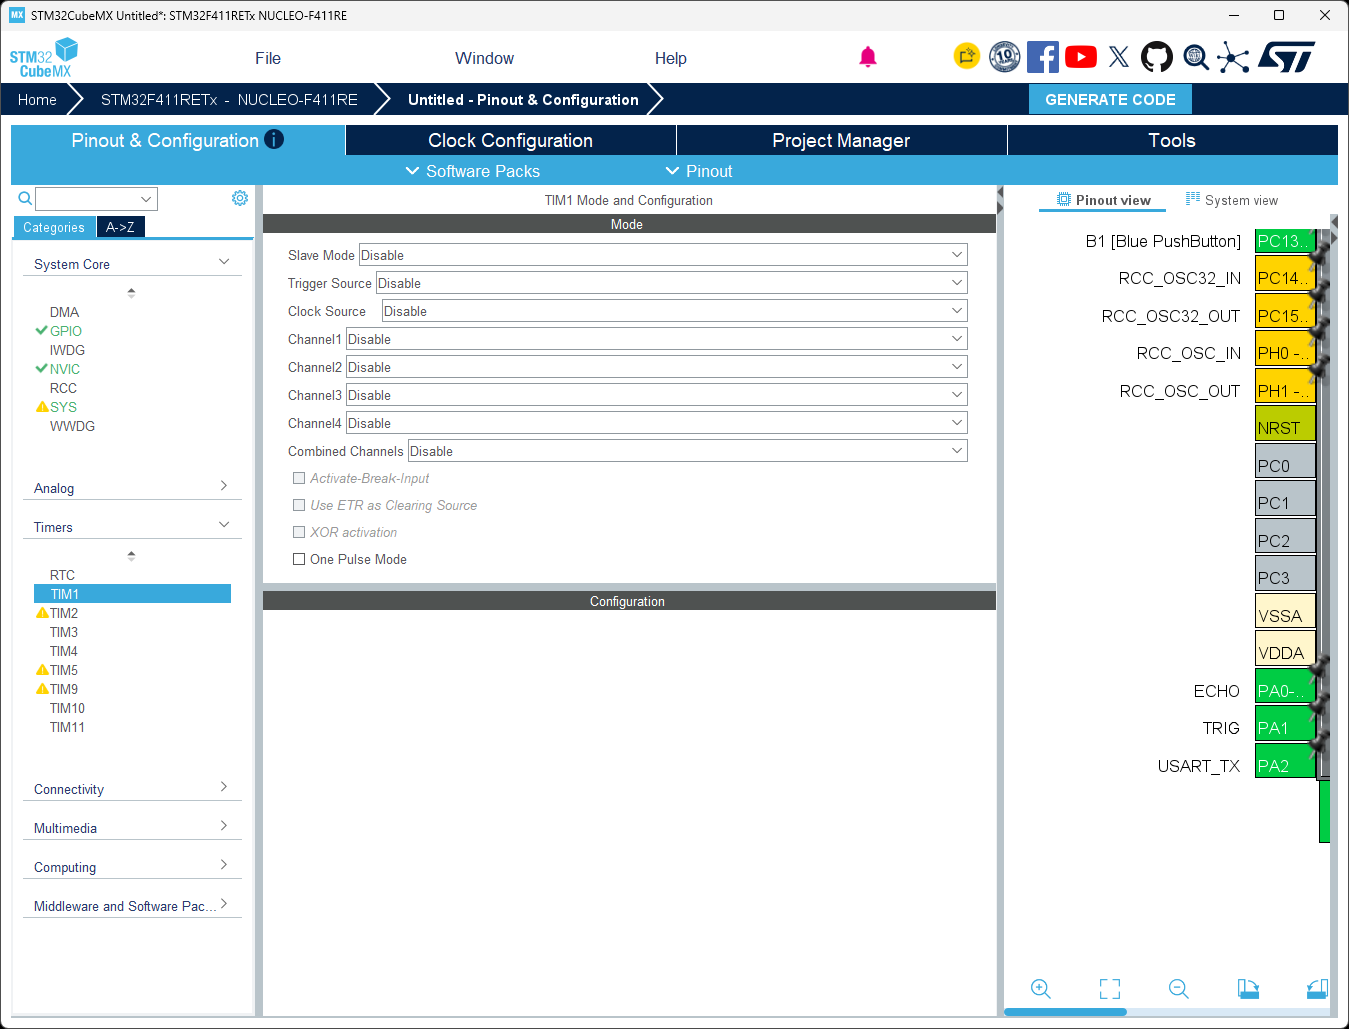 MX STM32CubeMX Untitled*: STM32F411RETx NUCLEO-F411RE
STM32 CubeMX
File Window Help
10
Home STM32F411RETx - NUCLEO-F411RE Untitled - Pinout & Configuration GENERATE CODE
Pinout & Configuration Clock Configuration Project Manager Tools
Software Packs Pinout
Categories A->Z
System Core
DMA
GPIO
IWDG
NVIC
RCC
SYS
WWDG
Analog
Timers
RTC
TIM1
TIM2
TIM3
TIM4
TIM5
TIM9
TIM10
TIM11
Connectivity
Multimedia
Computing
Middleware and Software Pac...
TIM1 Mode and Configuration
Mode
Slave Mode Disable
Trigger Source Disable
Clock Source Disable
Channel1 Disable
Channel2 Disable
Channel3 Disable
Channel4 Disable
Combined Channels Disable
Activate-Break-Input
Use ETR as Clearing Source
XOR activation
One Pulse Mode
Configuration
Pinout view System view
B1 [Blue PushButton] PC13..
RCC_OSC32_IN PC14..
RCC_OSC32_OUT PC15..
RCC_OSC_IN PH0 -..
RCC_OSC_OUT PH1 -..
NRST
PC0
PC1
PC2
PC3
VSSA
VDDA
ECHO PA0-..
TRIG PA1
USART_TX PA2